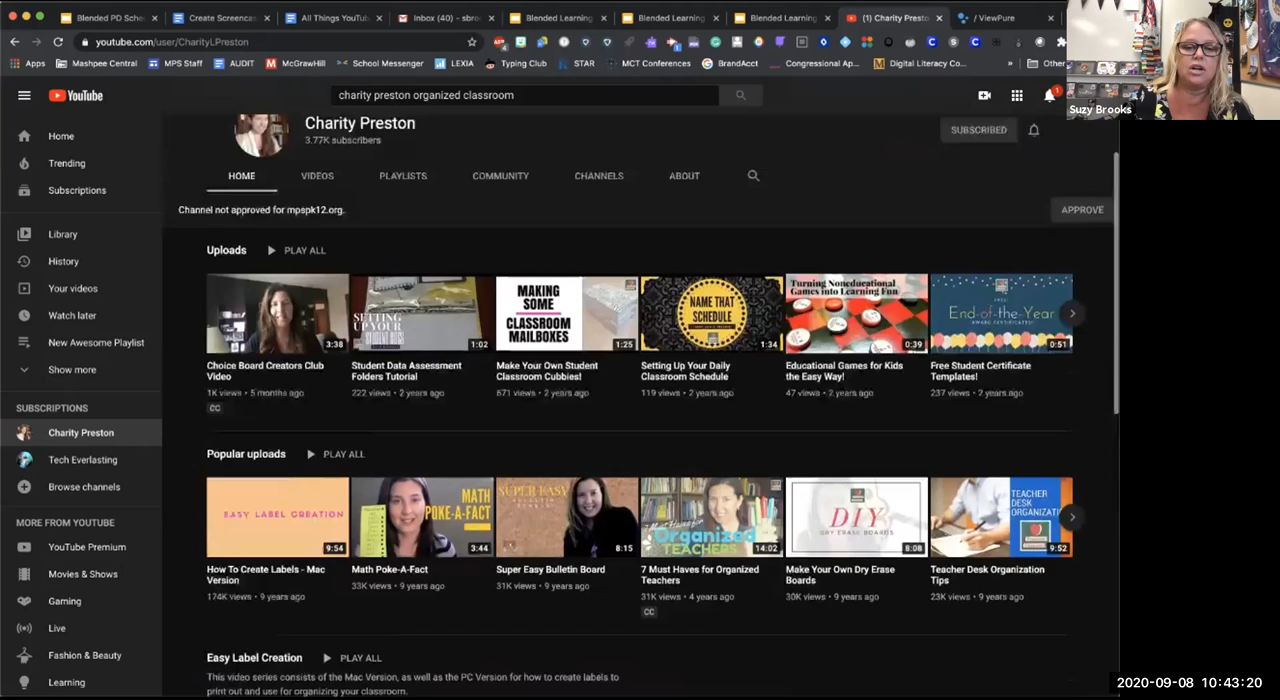 Blended PD Sche
Create Screencas
All Things YouTu
Inbox (40) - sbro
Blended Learning
Blended Learning
Blended Learning
(1) Charity Presto
/ ViewPure
youtube.com/user/CharityLPreston
Apps
Mashpee Central
MPS Staff
AUDIT
McGrawHill
School Messenger
LEXIA
Typing Club
STAR
MCT Conferences
BrandAcct
Congressional Ap...
Digital Literacy Co...
»
Other
Suzy Brooks
YouTube
charity preston organized classroom
1
Home
Trending
Subscriptions
Library
History
Your videos
Watch later
New Awesome Playlist
Show more
SUBSCRIPTIONS
Charity Preston
Tech Everlasting
Browse channels
MORE FROM YOUTUBE
YouTube Premium
Movies & Shows
Gaming
Live
Fashion & Beauty
Learning
Charity Preston
3.77K subscribers
SUBSCRIBED
HOME
VIDEOS
PLAYLISTS
COMMUNITY
CHANNELS
ABOUT
Channel not approved for mpspk12.org.
APPROVE
Uploads
PLAY ALL
3:38
SETTING
UP YOUR
1:02
MAKING
SOME
CLASSROOM
MAILBOXES
1:25
NAME THAT
SCHEDULE
1:34
Turning Noneducational
Games into Learning Fun
0:39
End-of-the-Year
AWARD CERTIFICATES!
0:51
Choice Board Creators Club
Video
1K views • 5 months ago
CC
Student Data Assessment
Folders Tutorial
222 views • 2 years ago
Make Your Own Student
Classroom Cubbies!
671 views • 2 years ago
Setting Up Your Daily
Classroom Schedule
119 views • 2 years ago
Educational Games for Kids
the Easy Way!
47 views • 2 years ago
Free Student Certificate
Templates!
237 views • 2 years ago
Popular uploads
PLAY ALL
EASY LABEL CREATION
9:54
MATH
POKE-A-FACT
3:44
SUPER EASY
8:15
7 Must Haves for
Organized
TEACHERS
14:02
DIY
DRY ERASE BOARDS
8:08
TEACHER
DESK
ORGANIZATI
9:52
How To Create Labels - Mac
Version
174K views • 9 years ago
Math Poke-A-Fact
33K views • 9 years ago
Super Easy Bulletin Board
31K views • 9 years ago
7 Must Haves for Organized
Teachers
31K views • 4 years ago
CC
Make Your Own Dry Erase
Boards
30K views • 9 years ago
Teacher Desk Organization
Tips
23K views • 9 years ago
Easy Label Creation
PLAY ALL
This video series consists of the Mac Version, as well as the PC Version for how to create labels to
print out and use for organizing your classroom.
2020-09-08 10:43:20